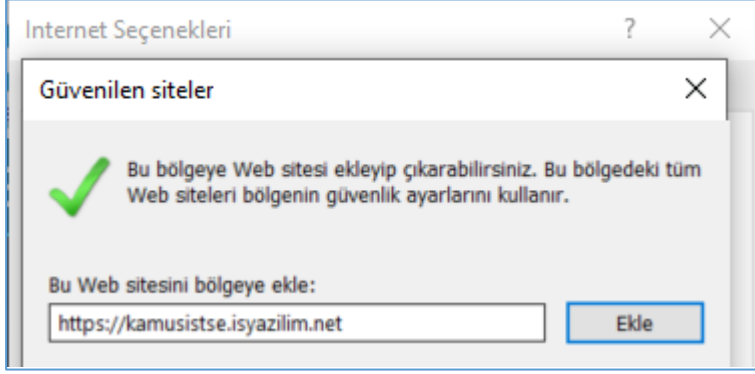 Internet Seçenekleri
Güvenilen siteler
Bu bölgeye Web sitesi ekleyip çıkarabilirsiniz. Bu bölgedeki tüm
Web siteleri bölgenin güvenlik ayarlarını kullanır.
Bu Web sitesini bölgeye ekle:
https://kamusistse.isyazilim.net
Ekle